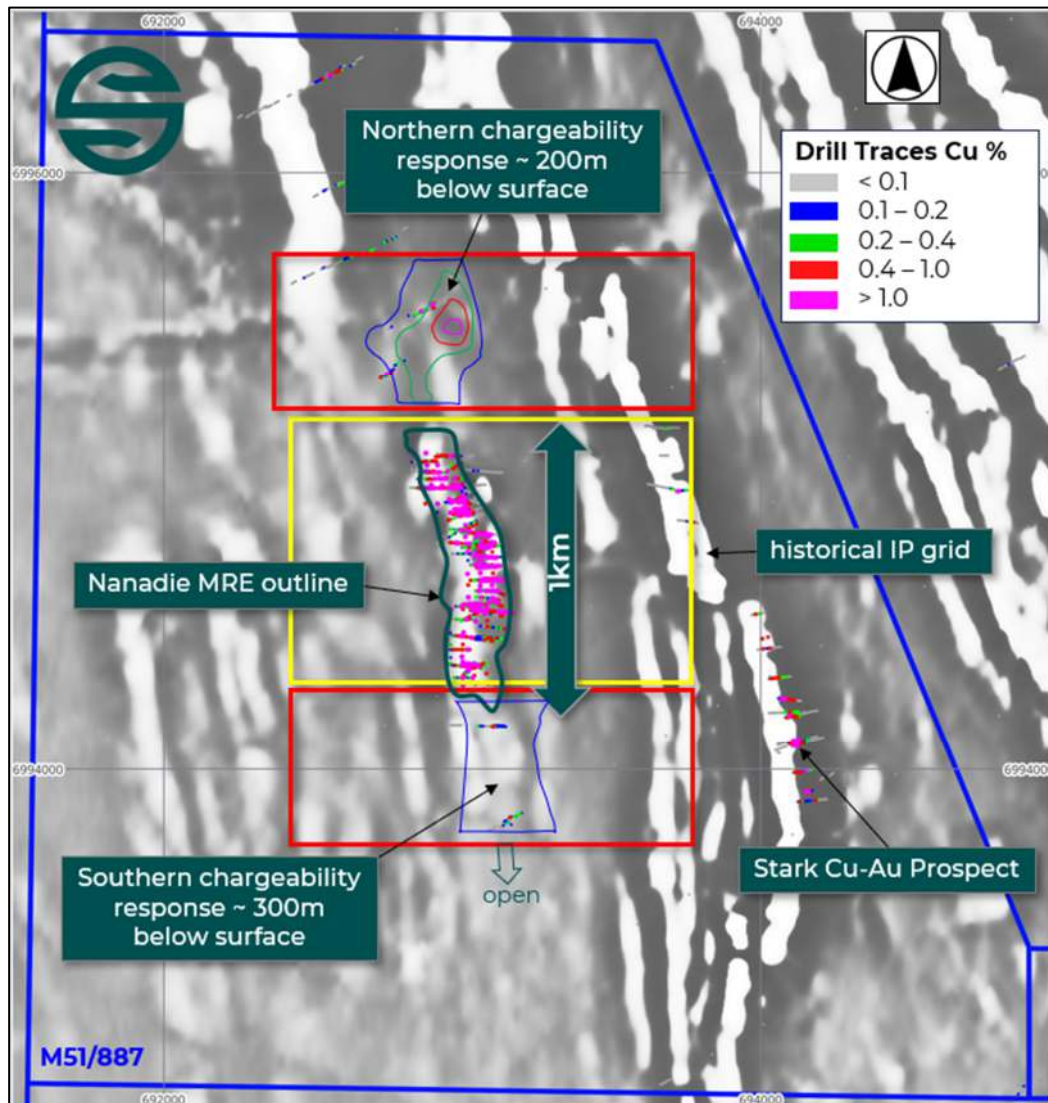 692000
694000
Northern chargeability
response ~ 200m
below surface
Drill Traces Cu %
< 0.1
0.1 – 0.2
0.2 – 0.4
0.4 – 1.0
> 1.0
6996000
1km
historical IP grid
Nanadie MRE outline
6994000
6994000
Stark Cu-Au Prospect
Southern chargeability
response ~ 300m
below surface
open
M51/887
692000
694000